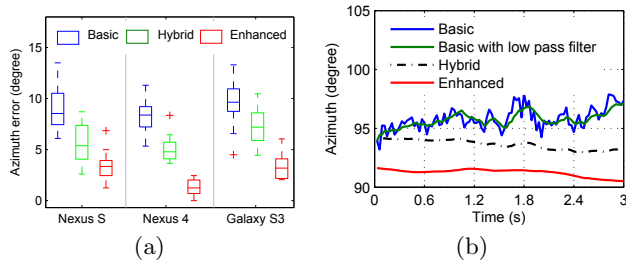 Basic Hybrid Enhanced
Azimuth error (degree)
15
10
5
0
Nexus S Nexus 4 Galaxy S3
(a)
Basic
Basic with low pass filter
Hybrid
Enhanced
Azimuth (degree)
105
100
95
90
0 0.6 1.2 1.8 2.4 3
Time (s)
(b)